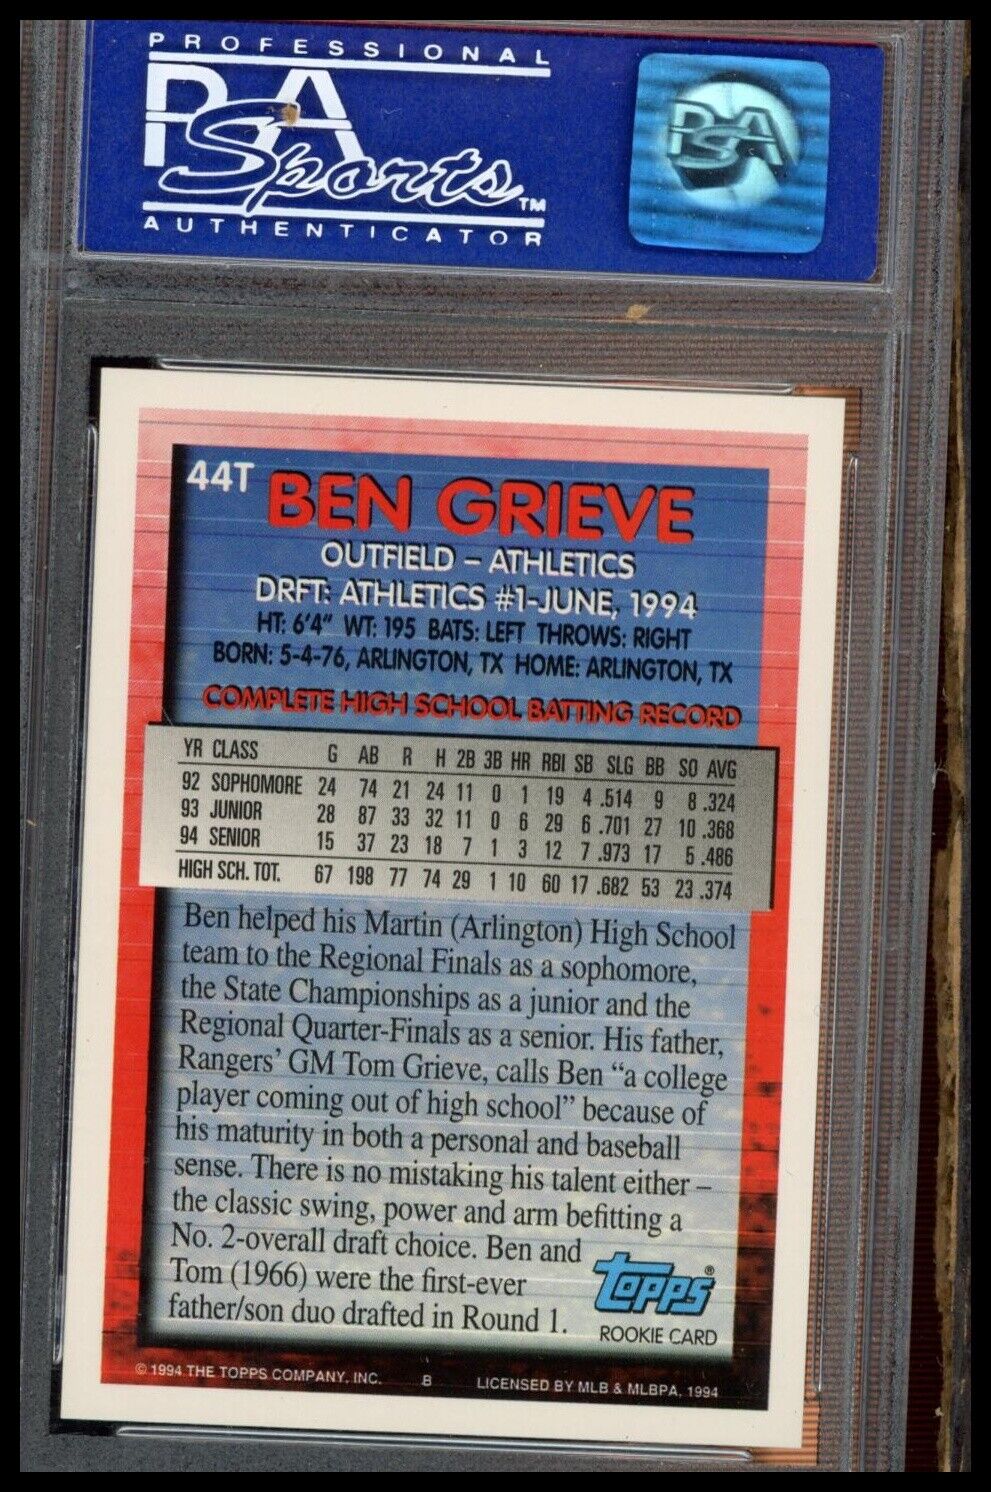 PROFESSIONAL
PSA
Sports™
AUTHENTICATOR
PSA
44T BEN GRIEVE
OUTFIELD – ATHLETICS
DRFT: ATHLETICS #1-JUNE, 1994
HT: 6'4" WT: 195 BATS: LEFT THROWS: RIGHT
BORN: 5-4-76, ARLINGTON, TX HOME: ARLINGTON, TX
COMPLETE HIGH SCHOOL BATTING RECORD
YR CLASS G AB R H 2B 3B HR RBI SB SLG BB SO AVG
92 SOPHOMORE 24 74 21 24 11 0 1 19 4 .514 9 8 .324
93 JUNIOR 28 87 33 32 11 0 6 29 6 .701 27 10 .368
94 SENIOR 15 37 23 18 7 1 3 12 7 .973 17 5 .486
HIGH SCH. TOT. 67 198 77 74 29 1 10 60 17 .682 53 23 .374
Ben helped his Martin (Arlington) High School
team to the Regional Finals as a sophomore,
the State Championships as a junior and the
Regional Quarter-Finals as a senior. His father,
Rangers' GM Tom Grieve, calls Ben "a college
player coming out of high school" because of
his maturity in both a personal and baseball
sense. There is no mistaking his talent either –
the classic swing, power and arm befitting a
No. 2-overall draft choice. Ben and
Tom (1966) were the first-ever
father/son duo drafted in Round 1.
topps®
ROOKIE CARD
© 1994 THE TOPPS COMPANY, INC. B LICENSED BY MLB & MLBPA, 1994